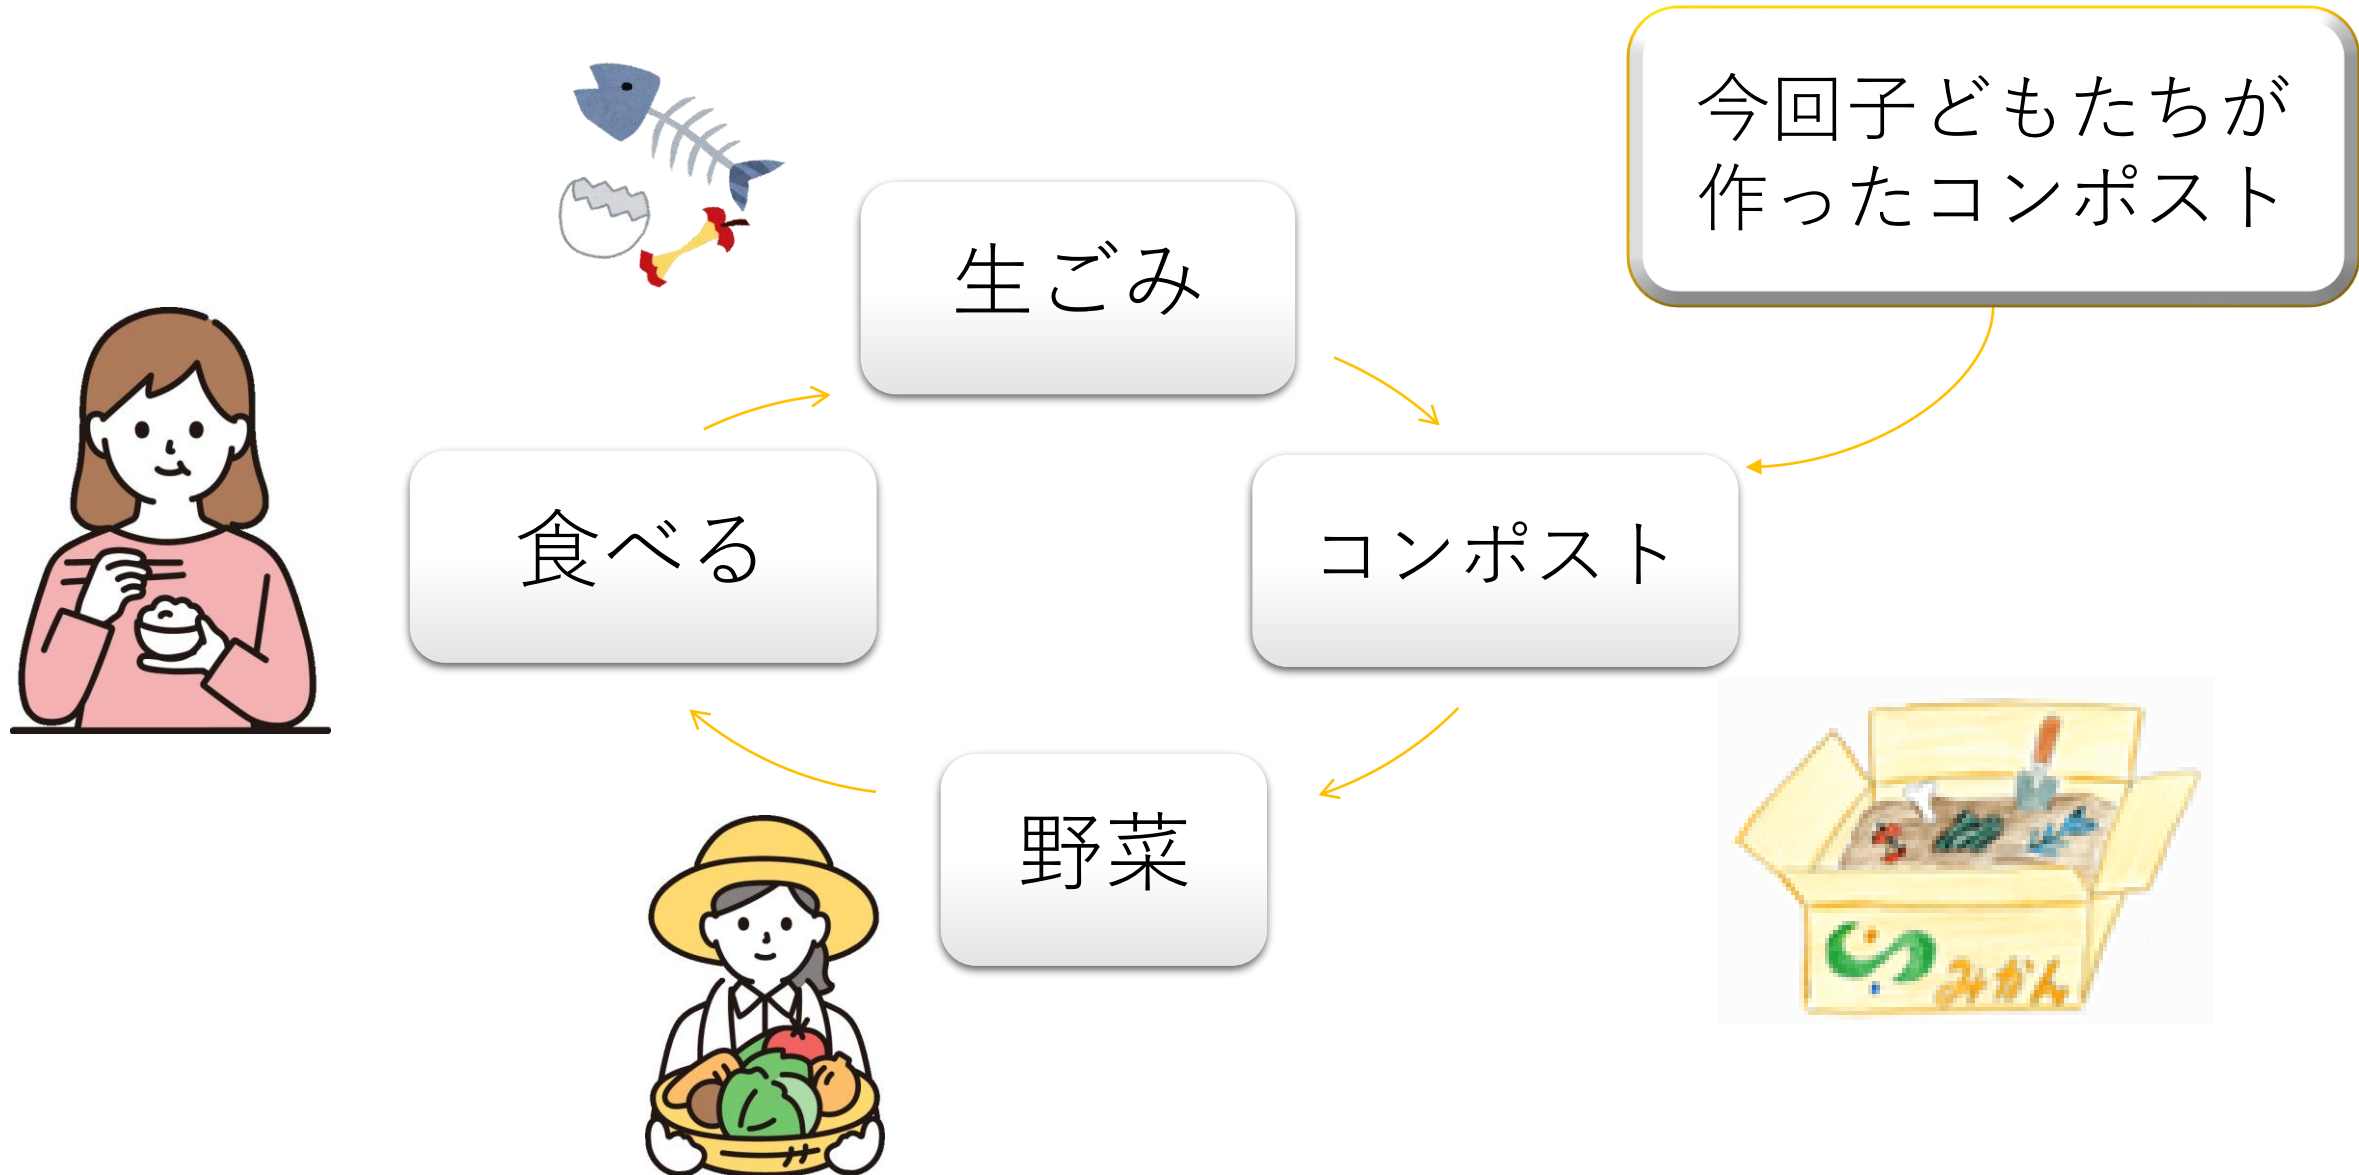 今回子どもたちが
作ったコンポスト
生ごみ
食べる
コンポスト
野菜
みかん